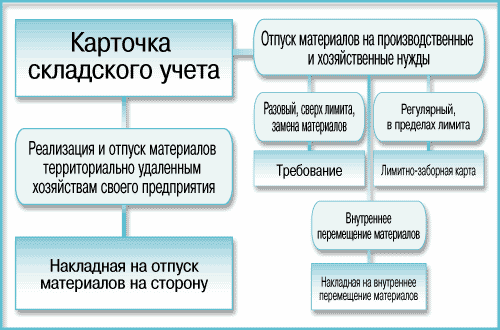 Карточка
складского учета
Отпуск материалов на производственные
и хозяйственные нужды
Реализация и отпуск материалов
территориально удаленным
хозяйствам своего предприятия
Накладная на отпуск
материалов на сторону
Разовый, сверх лимита,
замена материалов
Требование
Регулярный,
в пределах лимита
Лимитно-заборная карта
Внутреннее
перемещение материалов
Накладная на внутреннее
перемещение материалов